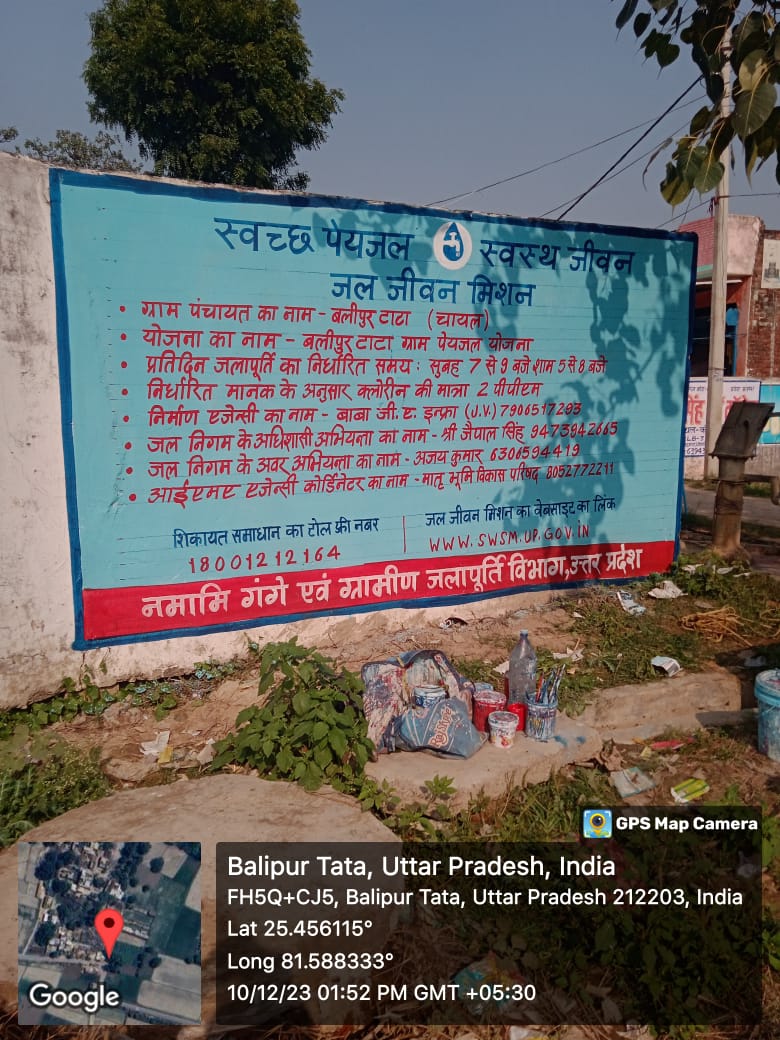 स्वच्छ पेयजल स्वस्थ जीवन
जल जीवन मिशन
• ग्राम पंचायत का नाम - बलीपुर टाटा (चायल)
• योजना का नाम - बलीपुर टाटा ग्राम पेयजल योजना
• प्रतिदिन जलापूर्ति का निर्धारित समय: सुबह 7 से 9 बजे शाम 5 से 8 बजे
• निर्धारित मानक के अनुसार क्लोरीन की मात्रा 2 पीपीएम
• निर्माण एजेन्सी का नाम - बाबा जी. ए. इन्फ्रा (J.V.) 7906517293
• जल निगम के अधिशासी अभियन्ता का नाम - श्री जैपाल सिंह 9473942665
• जल निगम के अवर अभियन्ता का नाम - अजय कुमार 6306594419
• आईएसए एजेन्सी कोर्डिनेटर का नाम - मातृ भूमि विकास परिषद 8052772211
शिकायत समाधान का टोल फ्री नबर
18001212164
जल जीवन मिशन का वेबसाइट का लिंक
WWW.SWSM.UP.GOV.IN
नमामि गंगे एवं ग्रामीण जलापूर्ति विभाग,उत्तर प्रदेश
GPS Map Camera
Balipur Tata, Uttar Pradesh, India
FH5Q+CJ5, Balipur Tata, Uttar Pradesh 212203, India
Lat 25.456115°
Long 81.588333°
10/12/23 01:52 PM GMT +05:30
Google